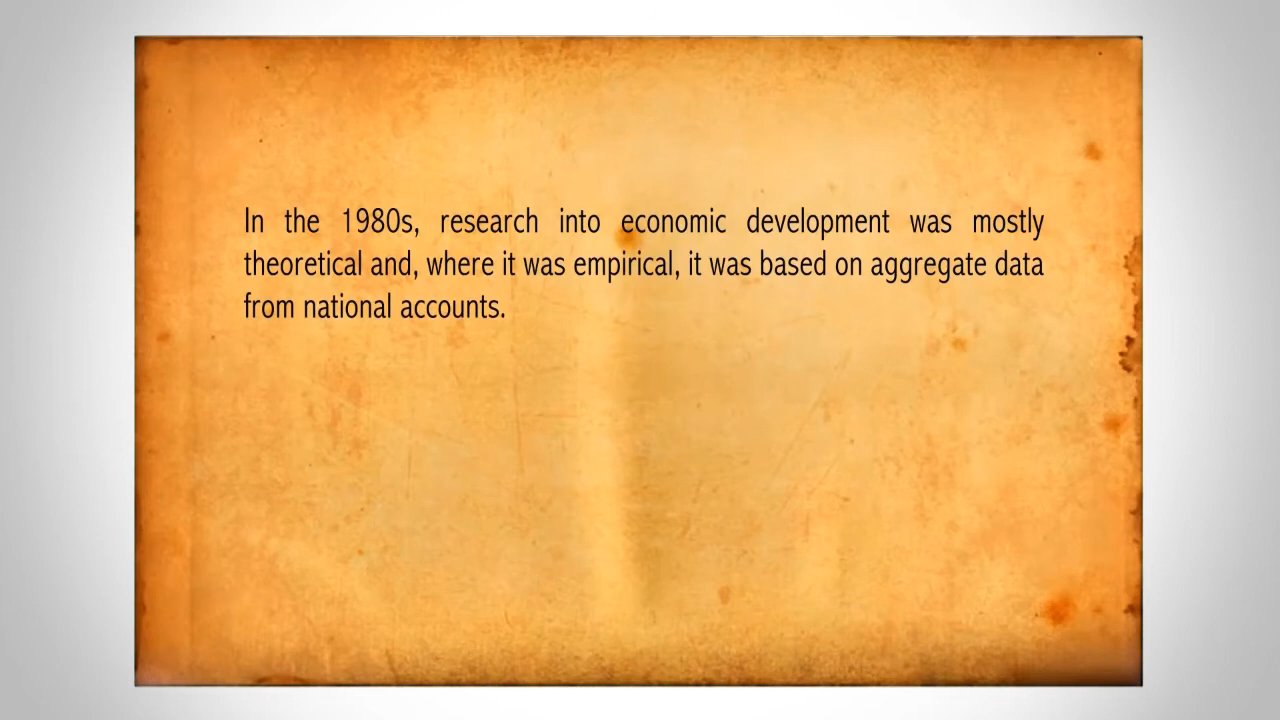 In the 1980s, research into economic development was mostly
theoretical and, where it was empirical, it was based on aggregate data
from national accounts.